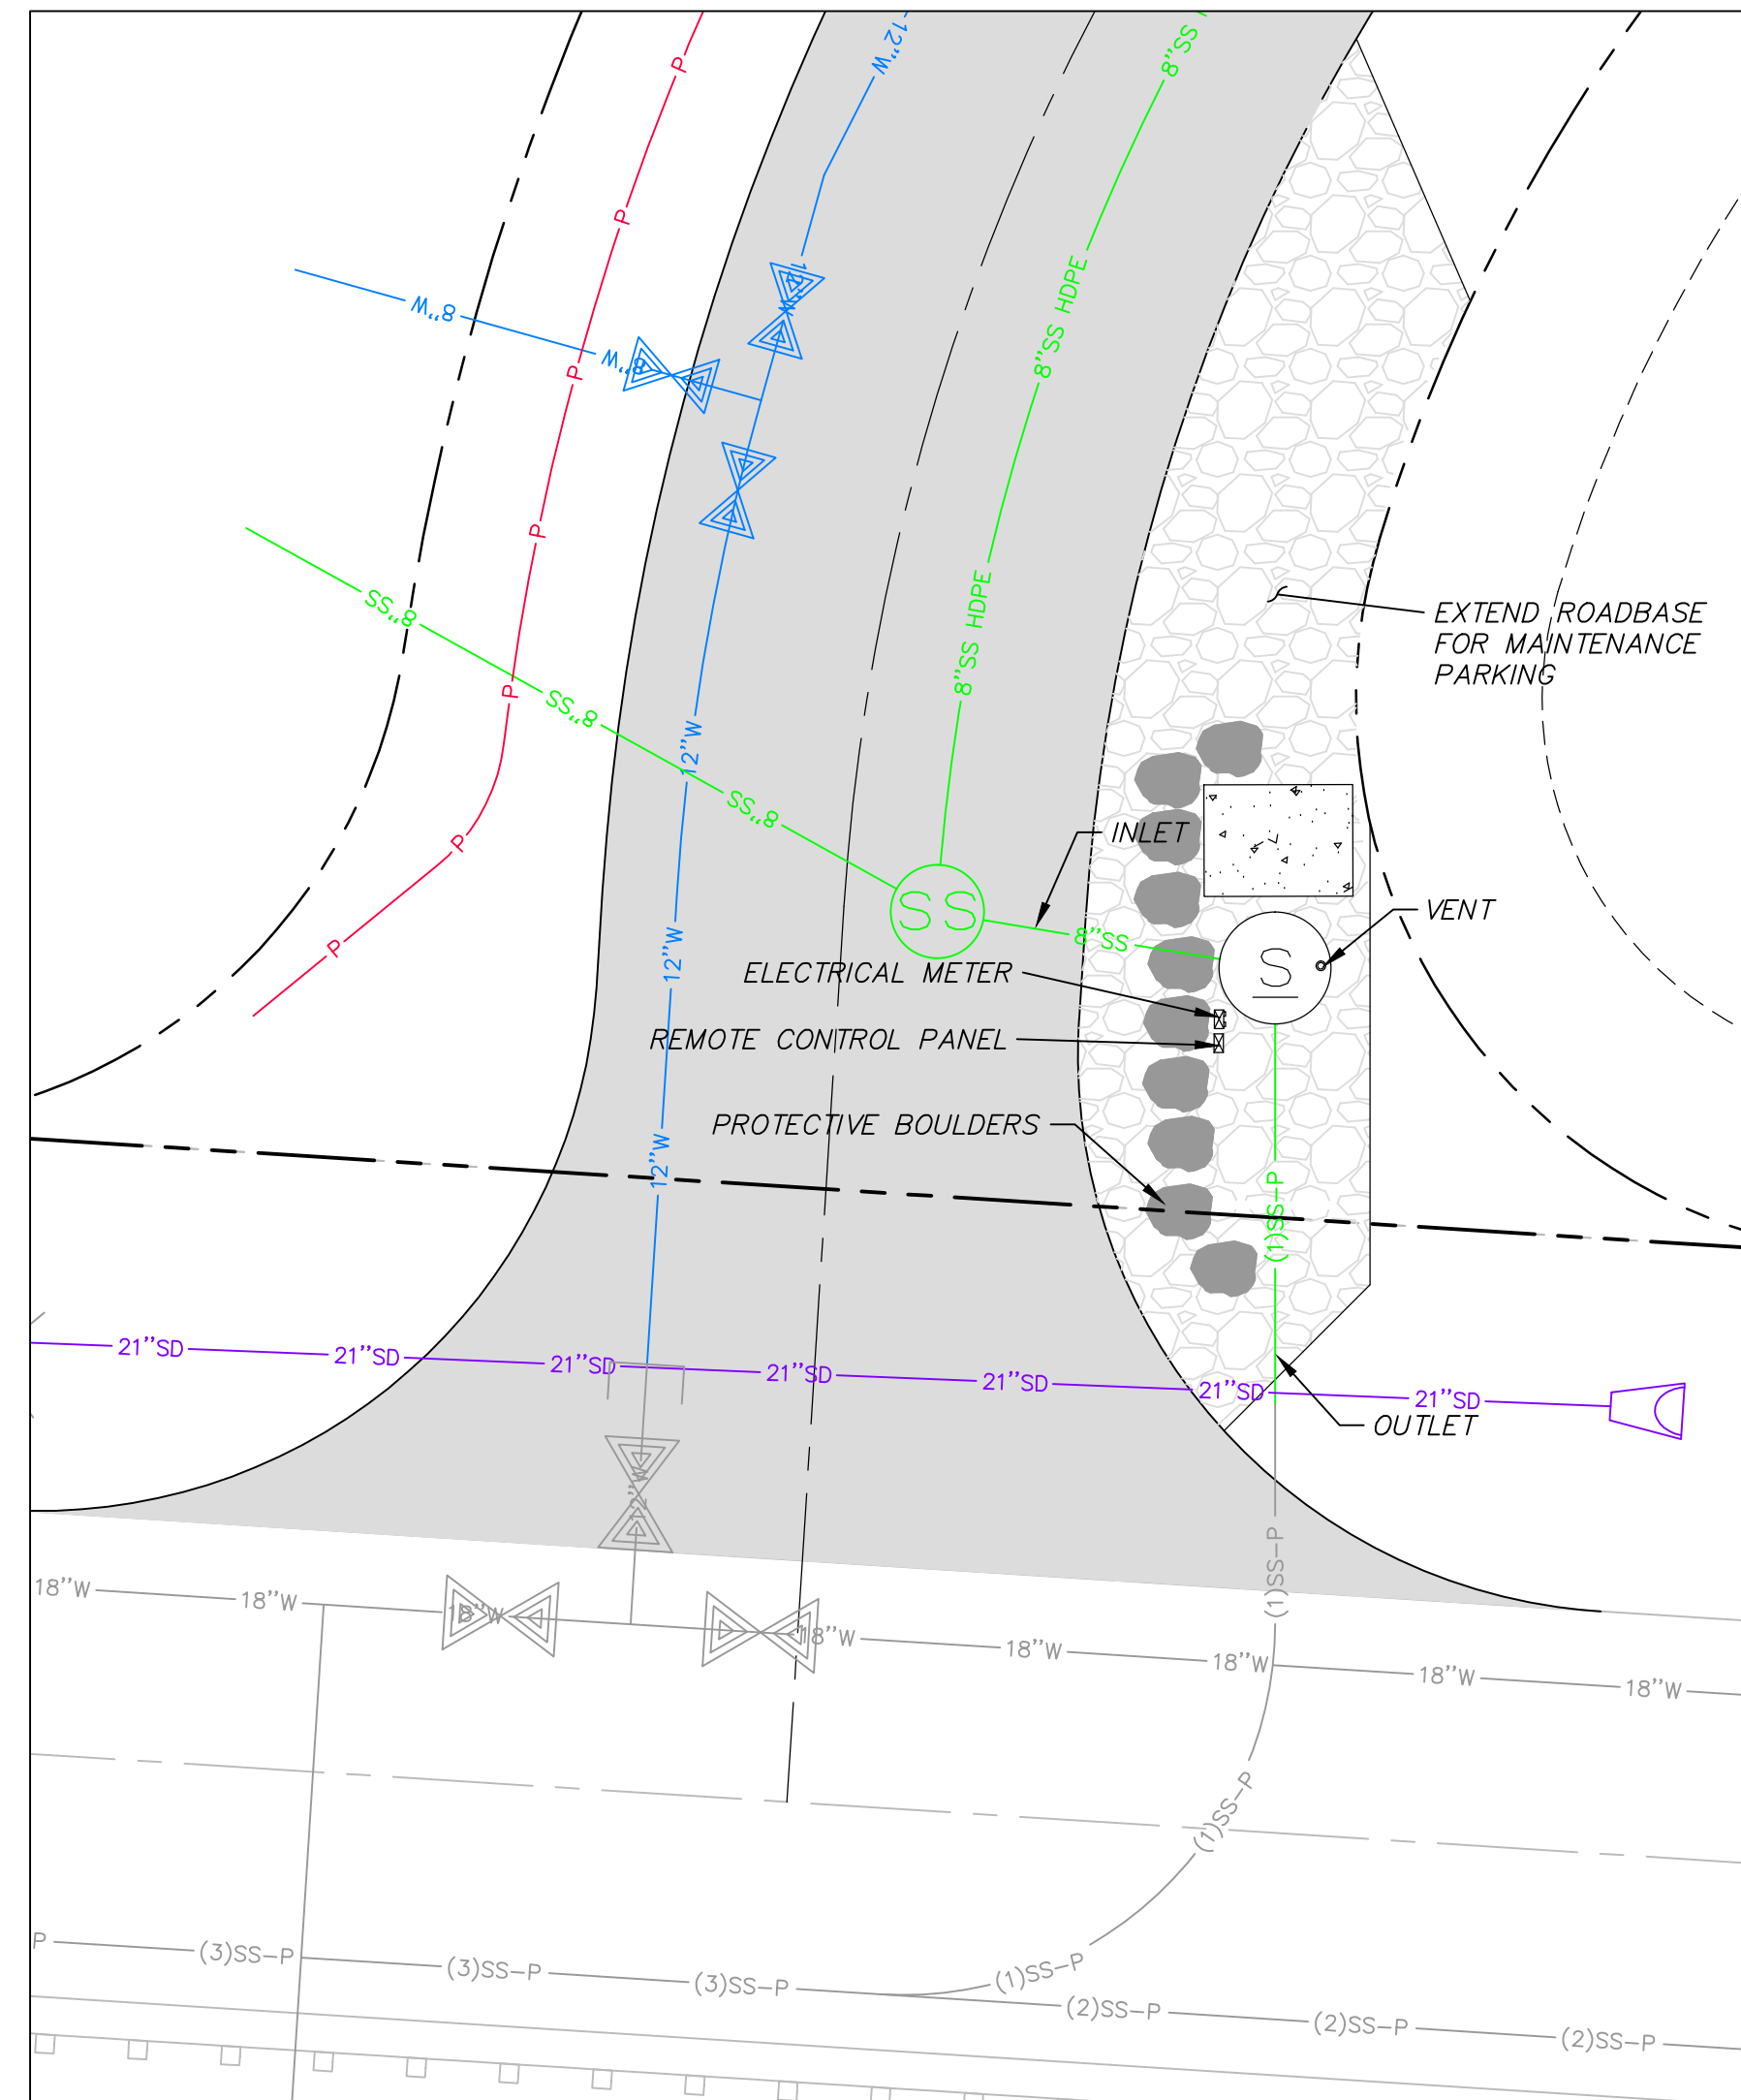 12"W
8"SS
P
12"W
P
8"W
8"W
8"SS HDPE
P
P
8"SS
8"SS HDPE
EXTEND ROADBASE
FOR MAINTENANCE
PARKING
P
8"SS
12"W
8"SS
INLET
P
P
SS
8"SS
VENT
12"W
S
ELECTRICAL METER
REMOTE CONTROL PANEL
PROTECTIVE BOULDERS
12"W
(1)SS-P
21"SD
21"SD
21"SD
21"SD
21"SD
21"SD
21"SD
OUTLET
12"W
(1)SS-P
18"W
18"W
18"W
18"W
18"W
18"W
18"W
18"W
(1)SS-P
P
(3)SS-P
(3)SS-P
(3)SS-P
(1)SS-P
(2)SS-P
(2)SS-P
(2)SS-P